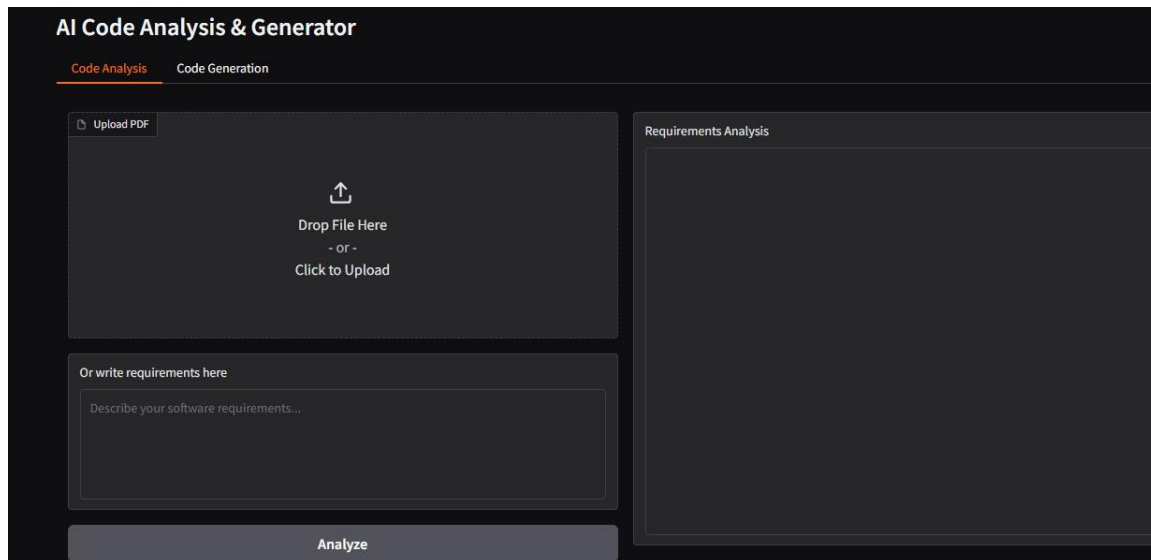 AI Code Analysis & Generator
Code Analysis Code Generation
Upload PDF
Drop File Here
- or -
Click to Upload
Or write requirements here
Describe your software requirements...
Analyze
Requirements Analysis